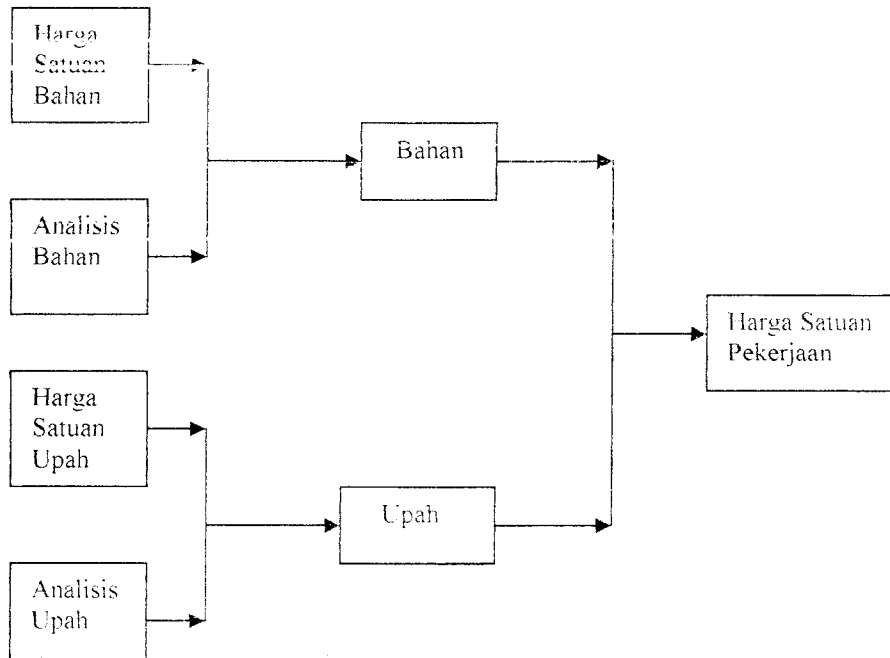 Harga
Satuan
Bahan
Bahan
Analisis
Bahan
Harga Satuan
Pekerjaan
Harga
Satuan
Upah
Upah
Analisis
Upah